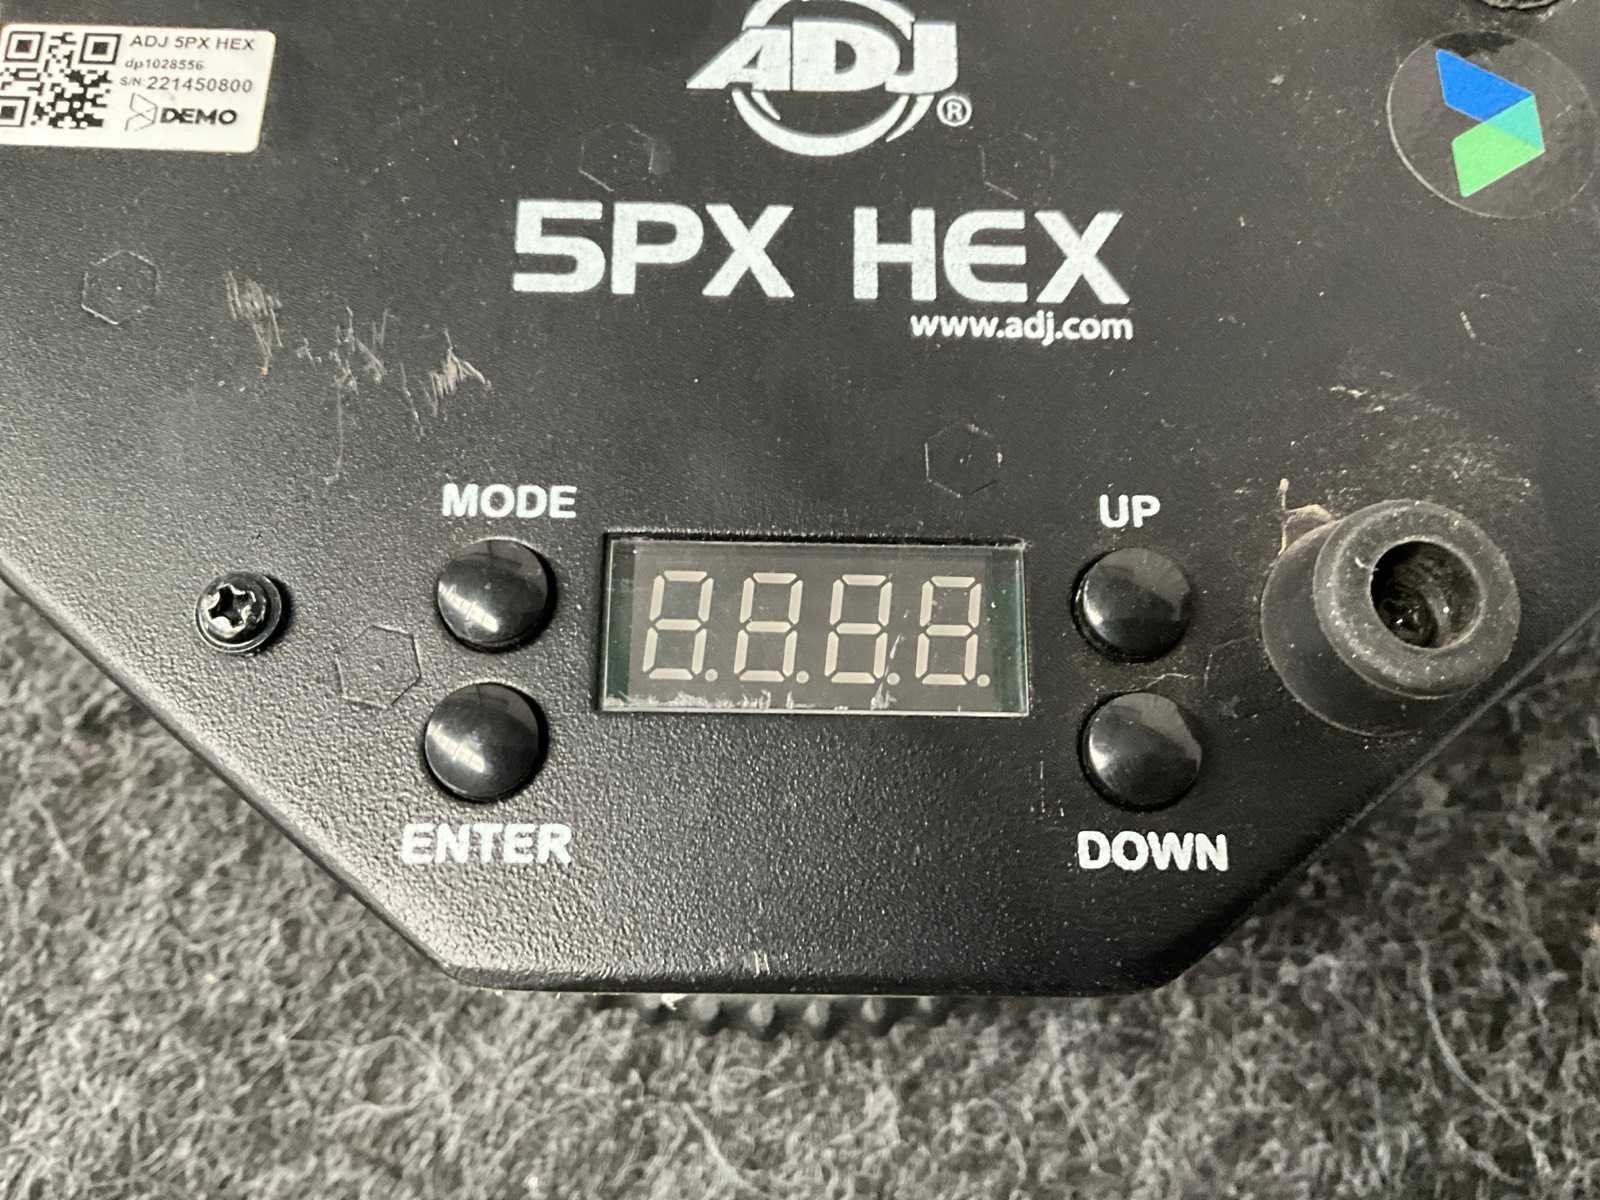 ADJ 5PX HEX
dp1028556
S/N: 221450800
DEMO
ADJ®
5PX HEX
www.adj.com
MODE
UP
ENTER
DOWN